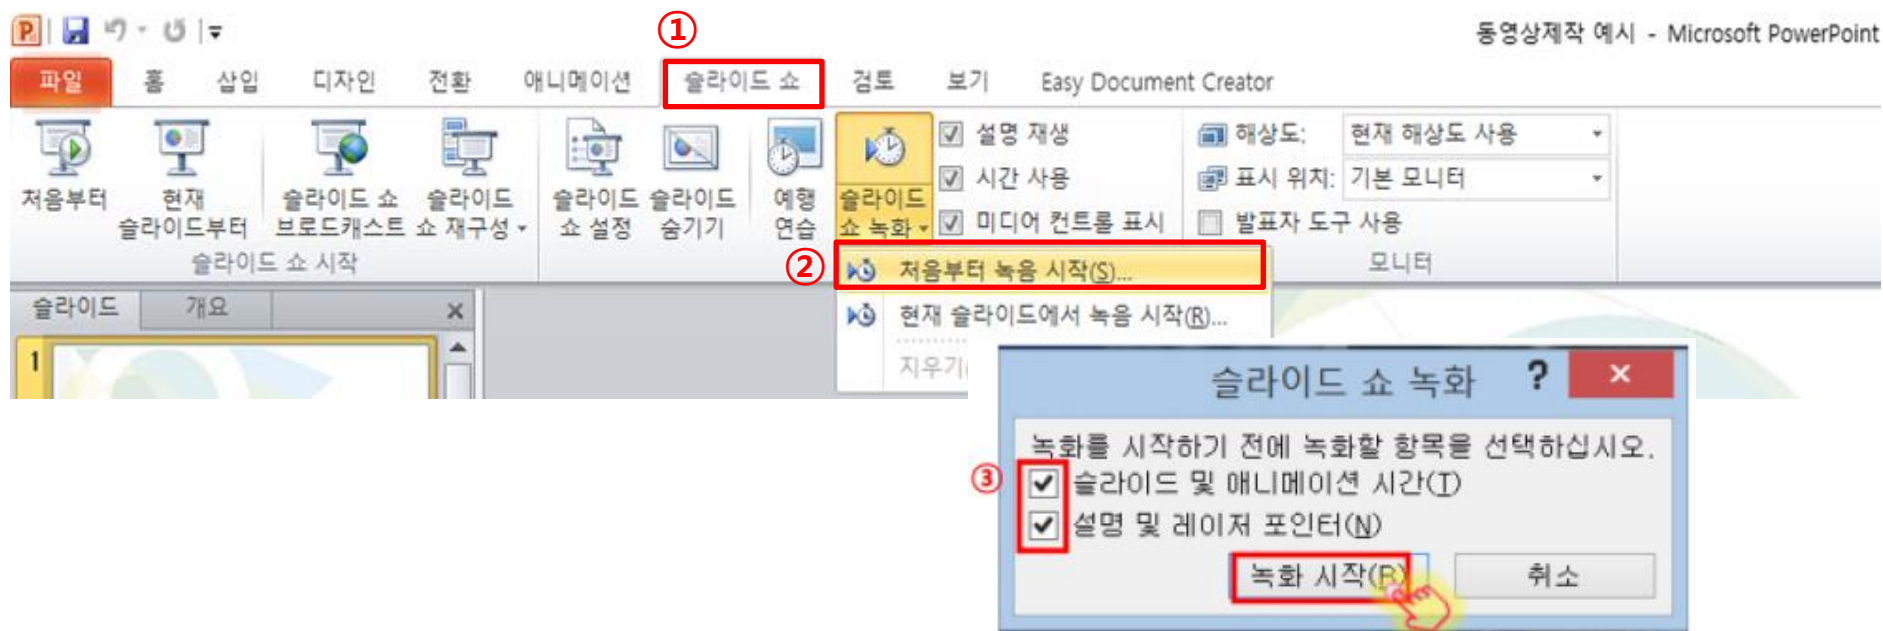 ①
동영상제작 예시 - Microsoft PowerPoint
파일 홈 삽입 디자인 전환 애니메이션 슬라이드 쇼 검토 보기 Easy Document Creator
처음부터
현재
슬라이드부터
슬라이드 쇼
브로드캐스트
슬라이드
쇼 재구성
슬라이드 쇼 시작
슬라이드
쇼 설정
슬라이드
숨기기
예행
연습
슬라이드
쇼 녹화
설명 재생
시간 사용
미디어 컨트롤 표시
해상도: 현재 해상도 사용
표시 위치: 기본 모니터
발표자 도구 사용
모니터
② 처음부터 녹음 시작(S)...
현재 슬라이드에서 녹음 시작(R)...
지우기
슬라이드 개요
1
슬라이드 쇼 녹화 ?
녹화를 시작하기 전에 녹화할 항목을 선택하십시오.
③ 슬라이드 및 애니메이션 시간(T)
설명 및 레이저 포인터(N)
녹화 시작(R) 취소